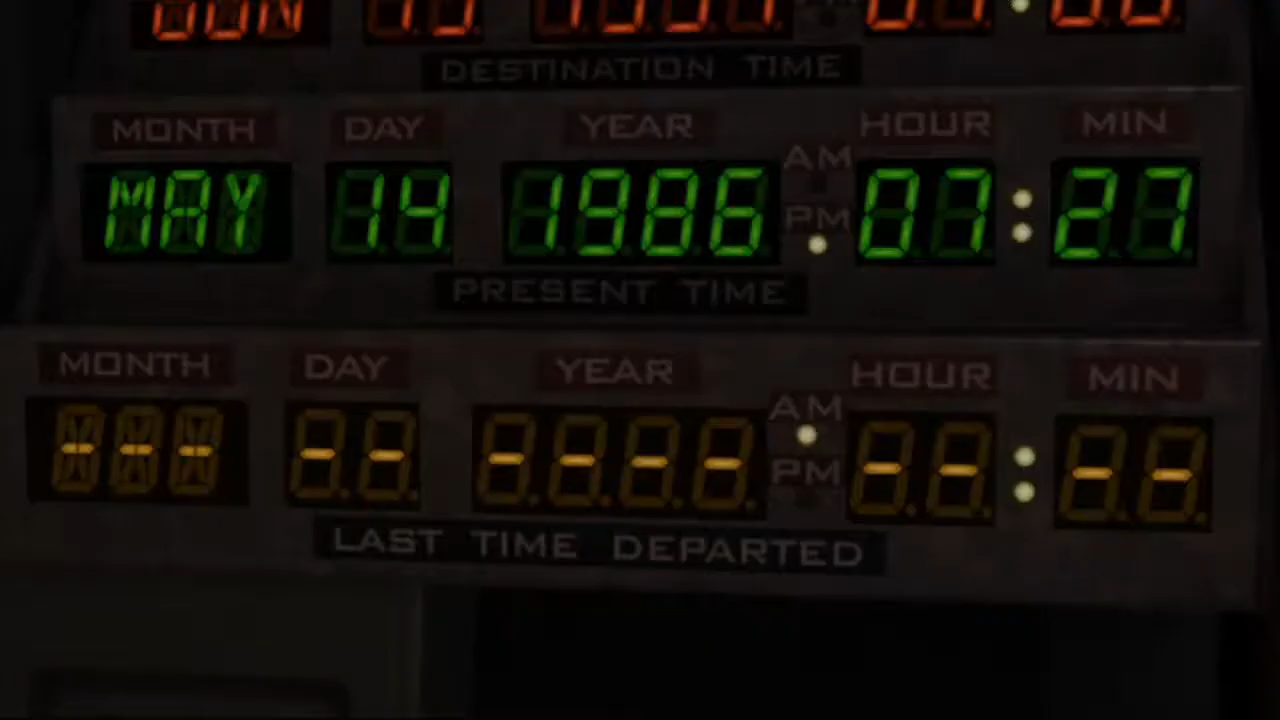 DESTINATION TIME
MONTH DAY YEAR AM PM HOUR MIN
MAY 14 1986 07:27
PRESENT TIME
MONTH DAY YEAR AM PM HOUR MIN
--- -- ---- --:--
LAST TIME DEPARTED